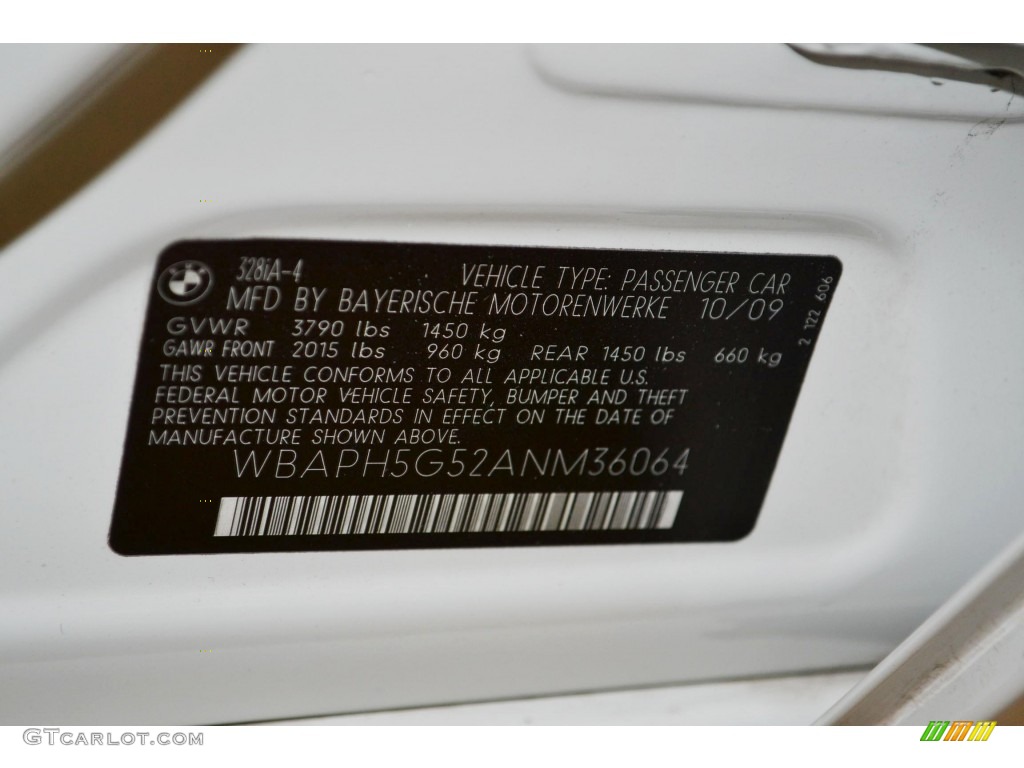 328iA-4
VEHICLE TYPE: PASSENGER CAR
MFD BY BAYERISCHE MOTORENWERKE 10/09
GVWR 3790 lbs 1450 kg
GAWR FRONT 2015 lbs 960 kg REAR 1450 lbs 660 kg
THIS VEHICLE CONFORMS TO ALL APPLICABLE U.S.
FEDERAL MOTOR VEHICLE SAFETY, BUMPER AND THEFT
PREVENTION STANDARDS IN EFFECT ON THE DATE OF
MANUFACTURE SHOWN ABOVE.
WBAPH5G52ANM36064
2 122 606
GTCARLOT.COM